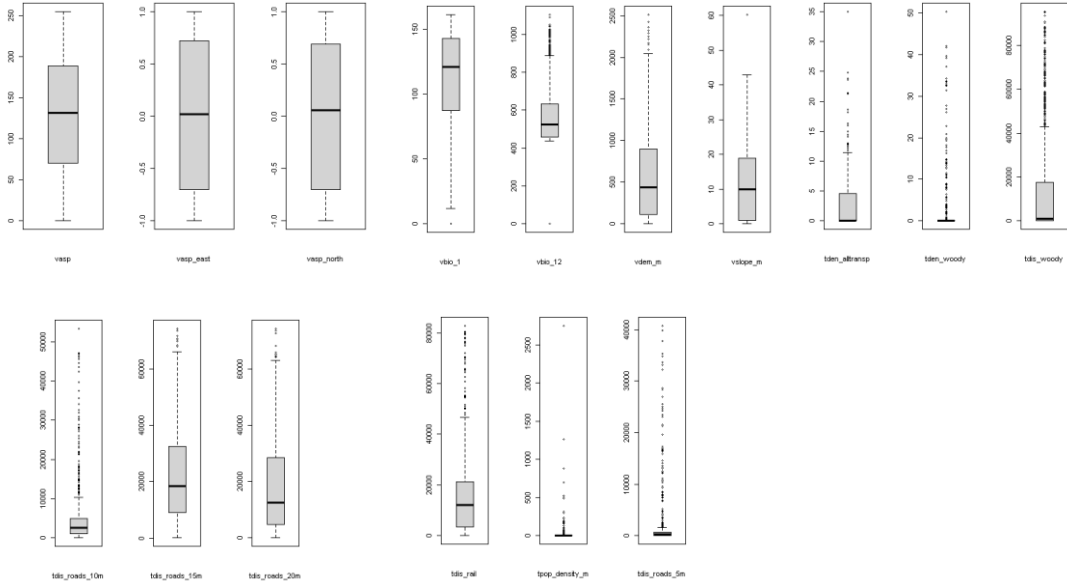 0 50 100 150 200 250
vasp
-1.0 -0.5 0.0 0.5 1.0
vasp_east
-1.0 -0.5 0.0 0.5 1.0
vasp_north
0 50 100 150
vbio_1
0 200 400 600 800 1000
vbio_12
0 500 1000 1500 2000 2500
vdem_m
0 10 20 30 40 50 60
vslope_m
0 5 10 15 20 25 30 35
tden_alltransp
0 10 20 30 40 50
tden_woody
0 20000 40000 60000 80000
tdis_woody
0 10000 20000 30000 40000 50000
tdis_roads_10m
0 20000 40000 60000
tdis_roads_15m
0 20000 40000 60000
tdis_roads_20m
0 20000 40000 60000 80000
tdis_rail
0 500 1000 1500 2000 2500
tpop_density_m
0 10000 20000 30000 40000
tdis_roads_5m